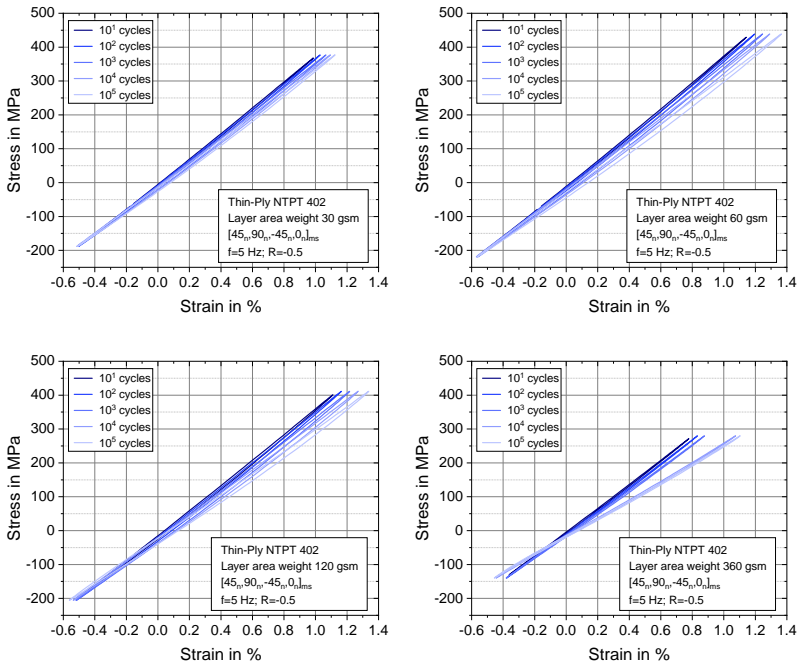 500
400
300
200
100
0
-100
-200
Stress in MPa
10¹ cycles
10² cycles
10³ cycles
10⁴ cycles
10⁵ cycles
Thin-Ply NTPT 402
Layer area weight 30 gsm
[45ₙ,90ₙ,-45ₙ,0ₙ]ₘₛ
f=5 Hz; R=-0.5
-0.6 -0.4 -0.2 0.0 0.2 0.4 0.6 0.8 1.0 1.2 1.4
Strain in %
500
400
300
200
100
0
-100
-200
Stress in MPa
10¹ cycles
10² cycles
10³ cycles
10⁴ cycles
10⁵ cycles
Thin-Ply NTPT 402
Layer area weight 60 gsm
[45ₙ,90ₙ,-45ₙ,0ₙ]ₘₛ
f=5 Hz; R=-0.5
-0.6 -0.4 -0.2 0.0 0.2 0.4 0.6 0.8 1.0 1.2 1.4
Strain in %
500
400
300
200
100
0
-100
-200
Stress in MPa
10¹ cycles
10² cycles
10³ cycles
10⁴ cycles
10⁵ cycles
Thin-Ply NTPT 402
Layer area weight 120 gsm
[45ₙ,90ₙ,-45ₙ,0ₙ]ₘₛ
f=5 Hz; R=-0.5
-0.6 -0.4 -0.2 0.0 0.2 0.4 0.6 0.8 1.0 1.2 1.4
Strain in %
500
400
300
200
100
0
-100
-200
Stress in MPa
10¹ cycles
10² cycles
10³ cycles
10⁴ cycles
10⁵ cycles
Thin-Ply NTPT 402
Layer area weight 360 gsm
[45ₙ,90ₙ,-45ₙ,0ₙ]ₘₛ
f=5 Hz; R=-0.5
-0.6 -0.4 -0.2 0.0 0.2 0.4 0.6 0.8 1.0 1.2 1.4
Strain in %